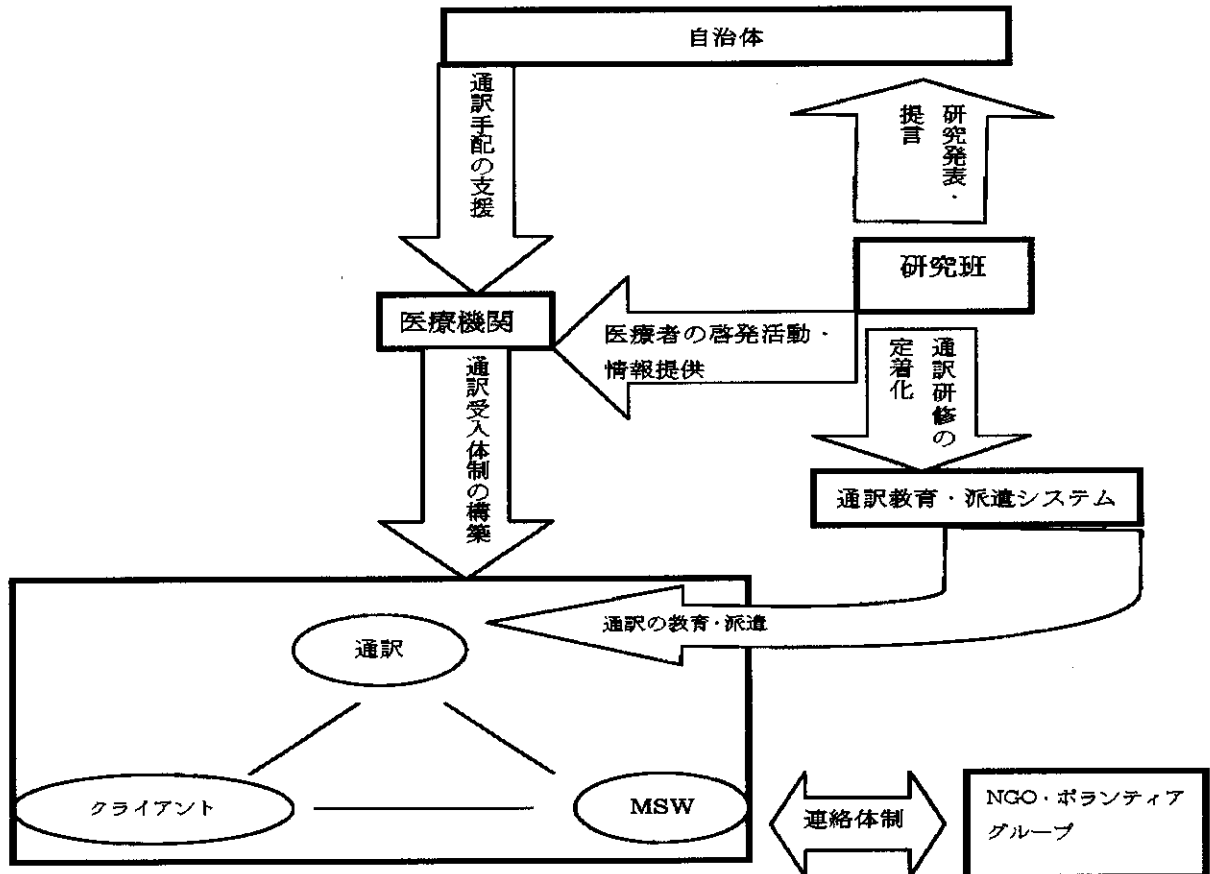 自治体
通訳手配の支援
研究発表・
提言
研究班
医療機関
医療者の啓発活動・
情報提供
通訳研修の
定着化
通訳受入体制の構築
通訳教育・派遣システム
通訳の教育・派遣
通訳
クライアント
MSW
連絡体制
NGO・ボランティア
グループ